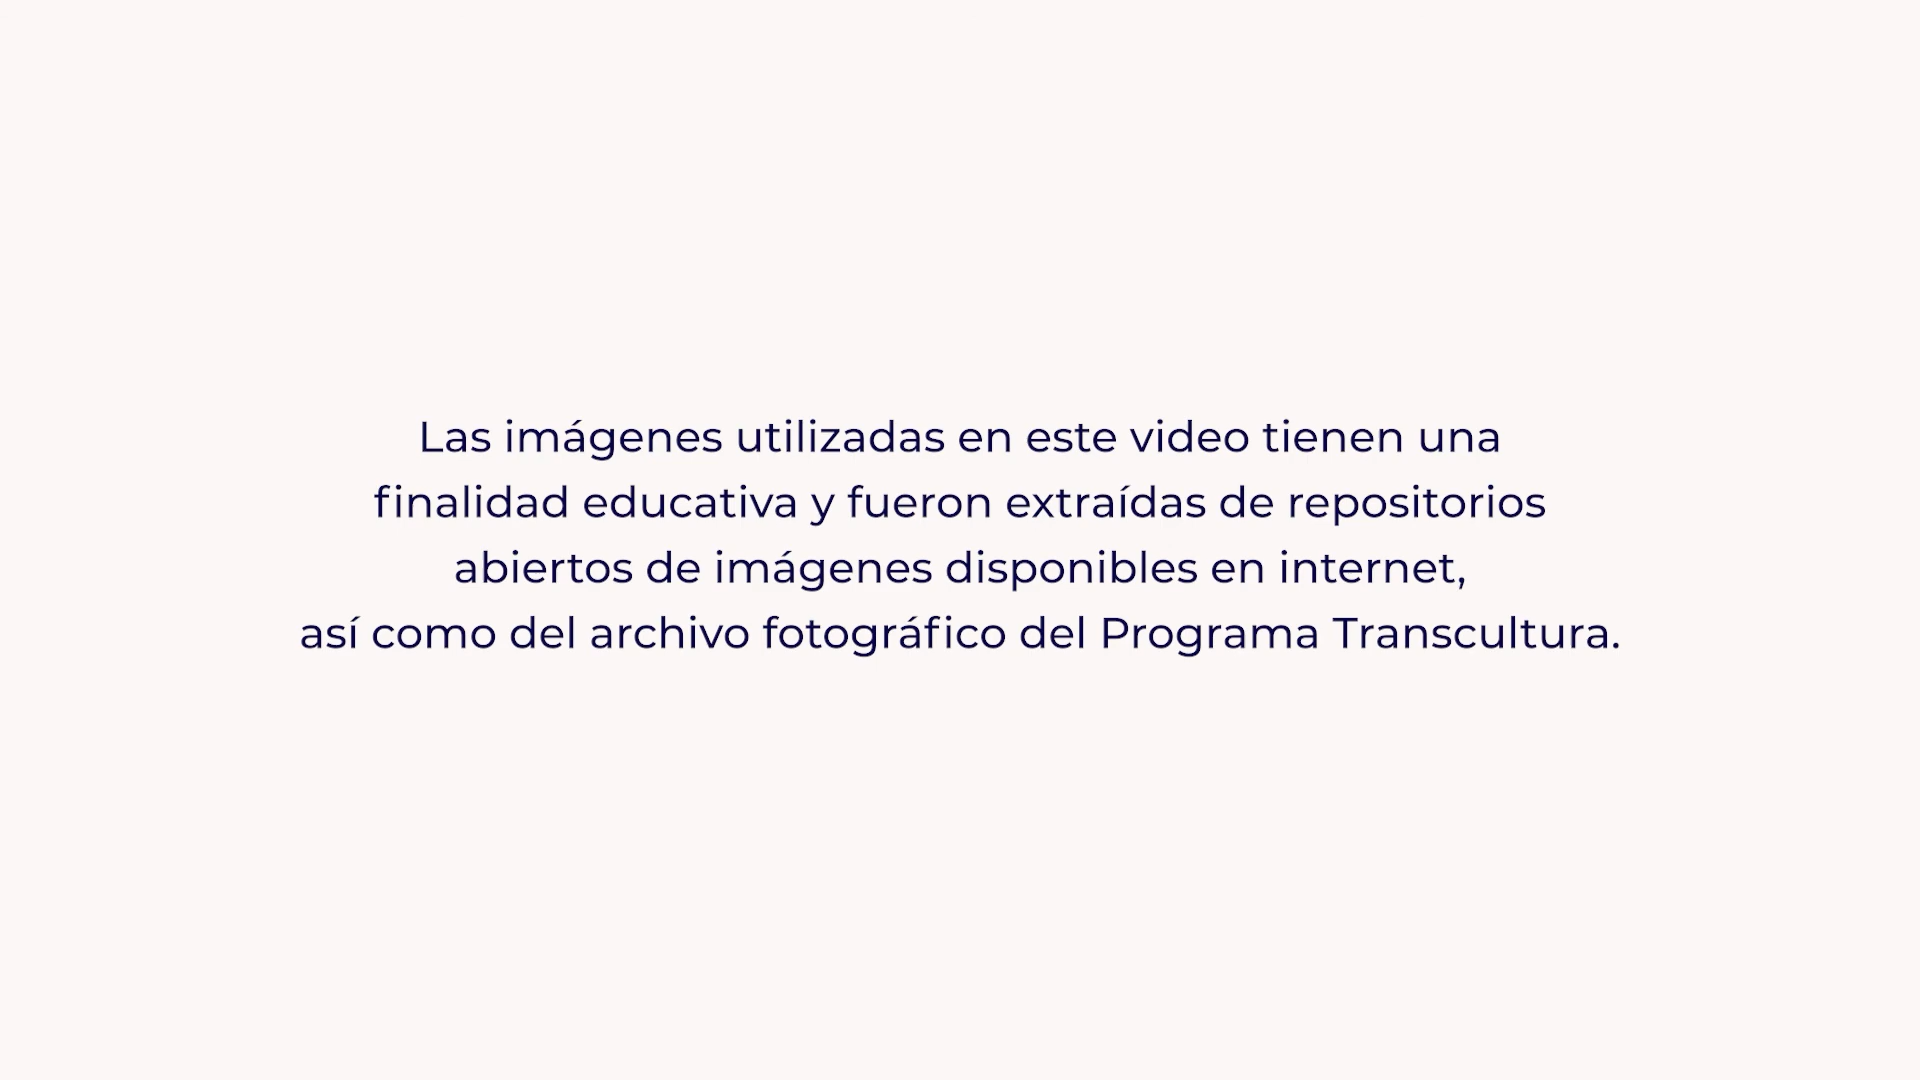 Las imágenes utilizadas en este video tienen una
finalidad educativa y fueron extraídas de repositorios
abiertos de imágenes disponibles en internet,
así como del archivo fotográfico del Programa Transcultura.